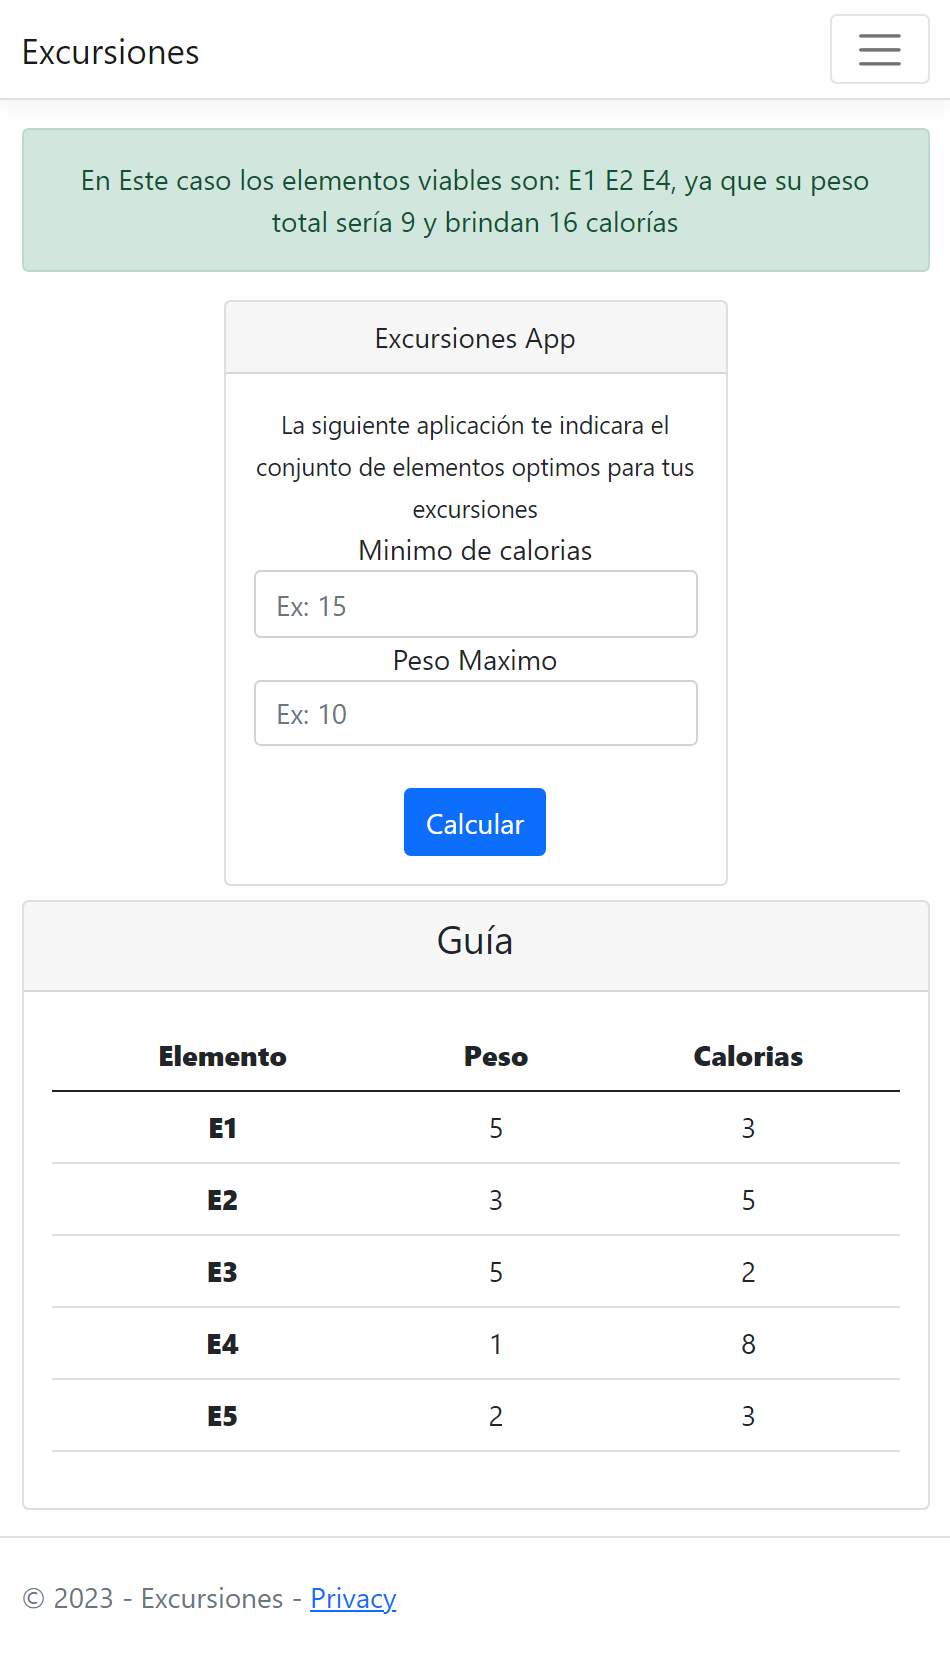 Excursiones
En Este caso los elementos viables son: E1 E2 E4, ya que su peso
total sería 9 y brindan 16 calorías
Excursiones App
La siguiente aplicación te indicara el
conjunto de elementos optimos para tus
excursiones
Minimo de calorias
Ex: 15
Peso Maximo
Ex: 10
Calcular
Guía
Elemento Peso Calorias
E1 5 3
E2 3 5
E3 5 2
E4 1 8
E5 2 3
© 2023 - Excursiones - Privacy